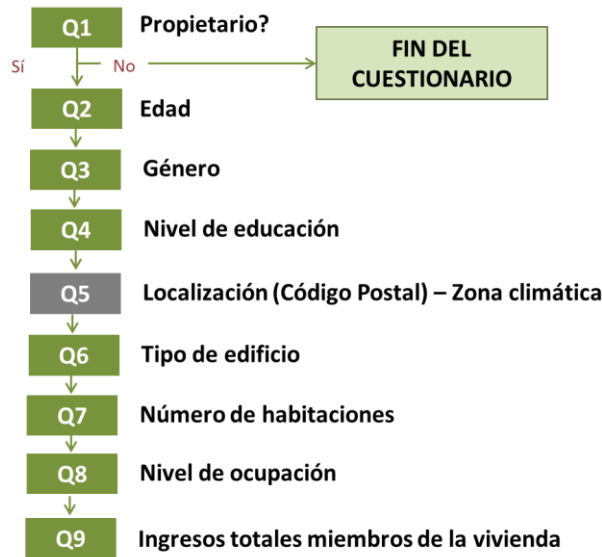 Q1 Propietario?
Sí No FIN DEL
CUESTIONARIO
Q2 Edad
Q3 Género
Q4 Nivel de educación
Q5 Localización (Código Postal) – Zona climática
Q6 Tipo de edificio
Q7 Número de habitaciones
Q8 Nivel de ocupación
Q9 Ingresos totales miembros de la vivienda